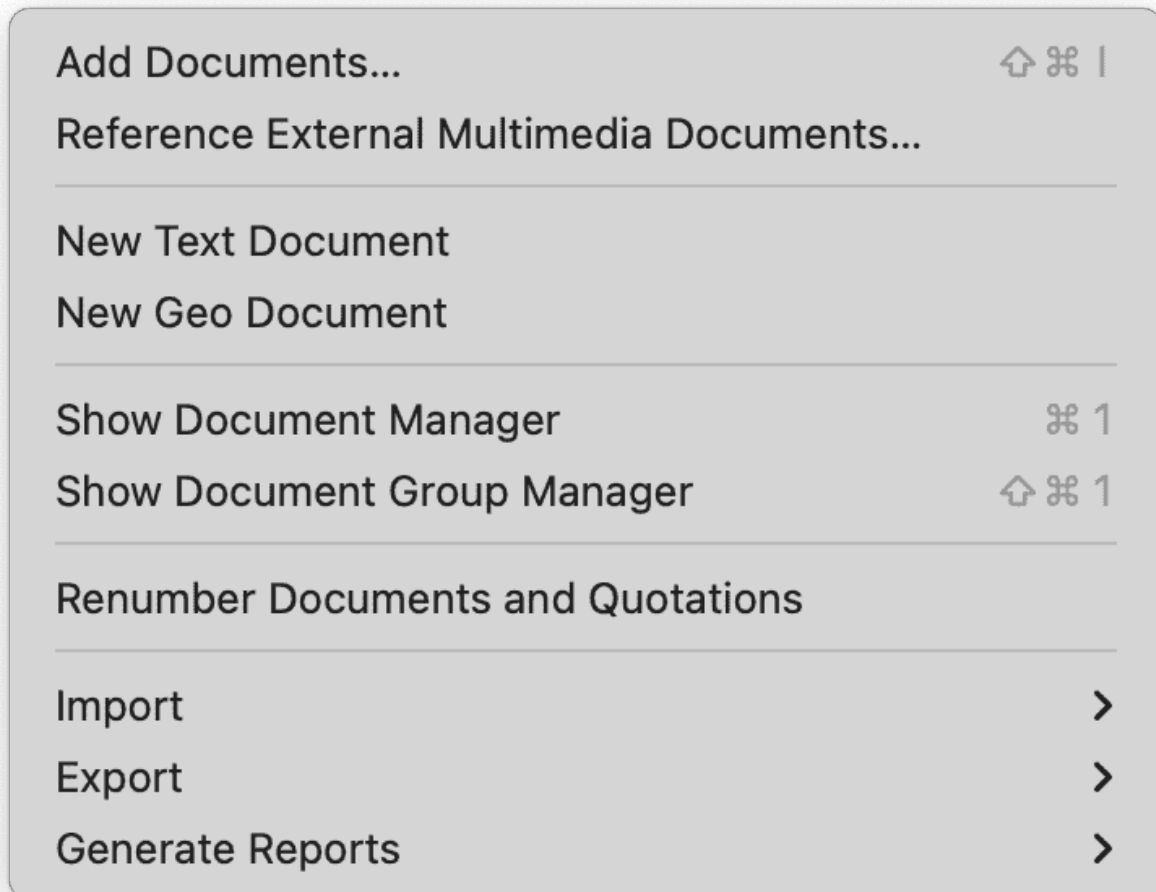 Add Documents... ⇧ ⌘ I
Reference External Multimedia Documents...
New Text Document
New Geo Document
Show Document Manager ⌘ 1
Show Document Group Manager ⇧ ⌘ 1
Renumber Documents and Quotations
Import
Export
Generate Reports